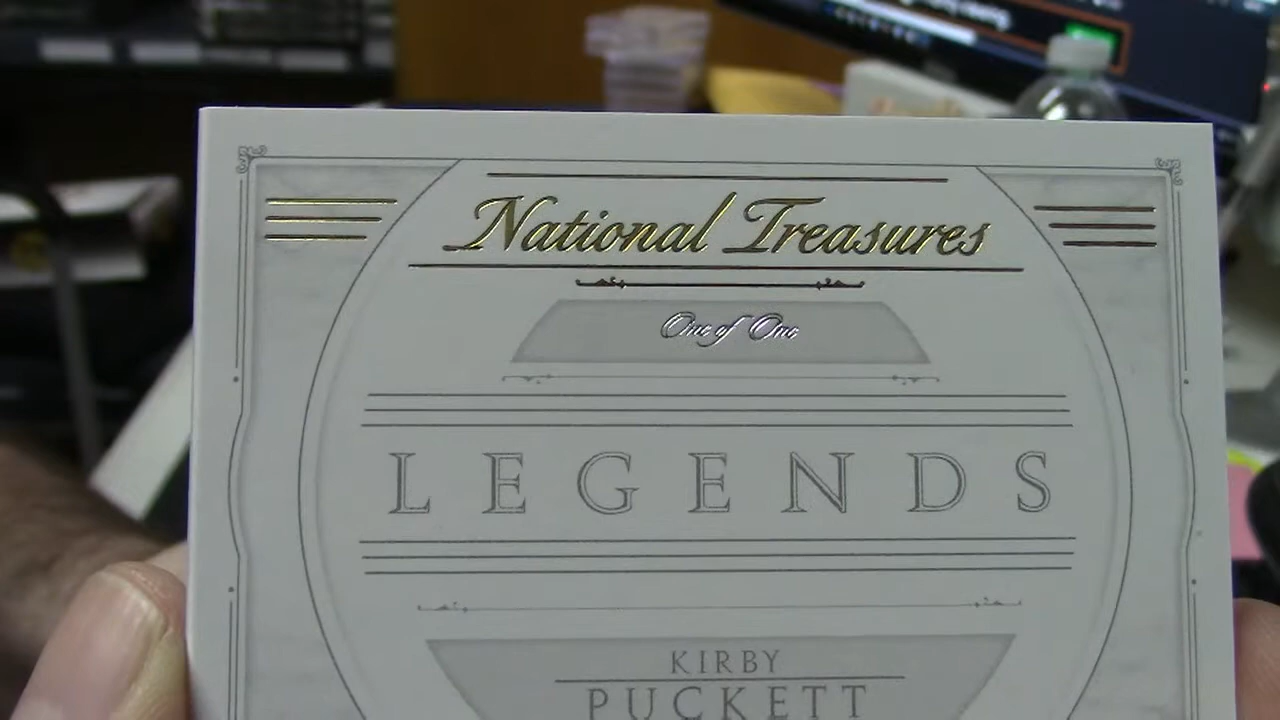 National Treasures
One of One
LEGENDS
KIRBY
PUCKETT